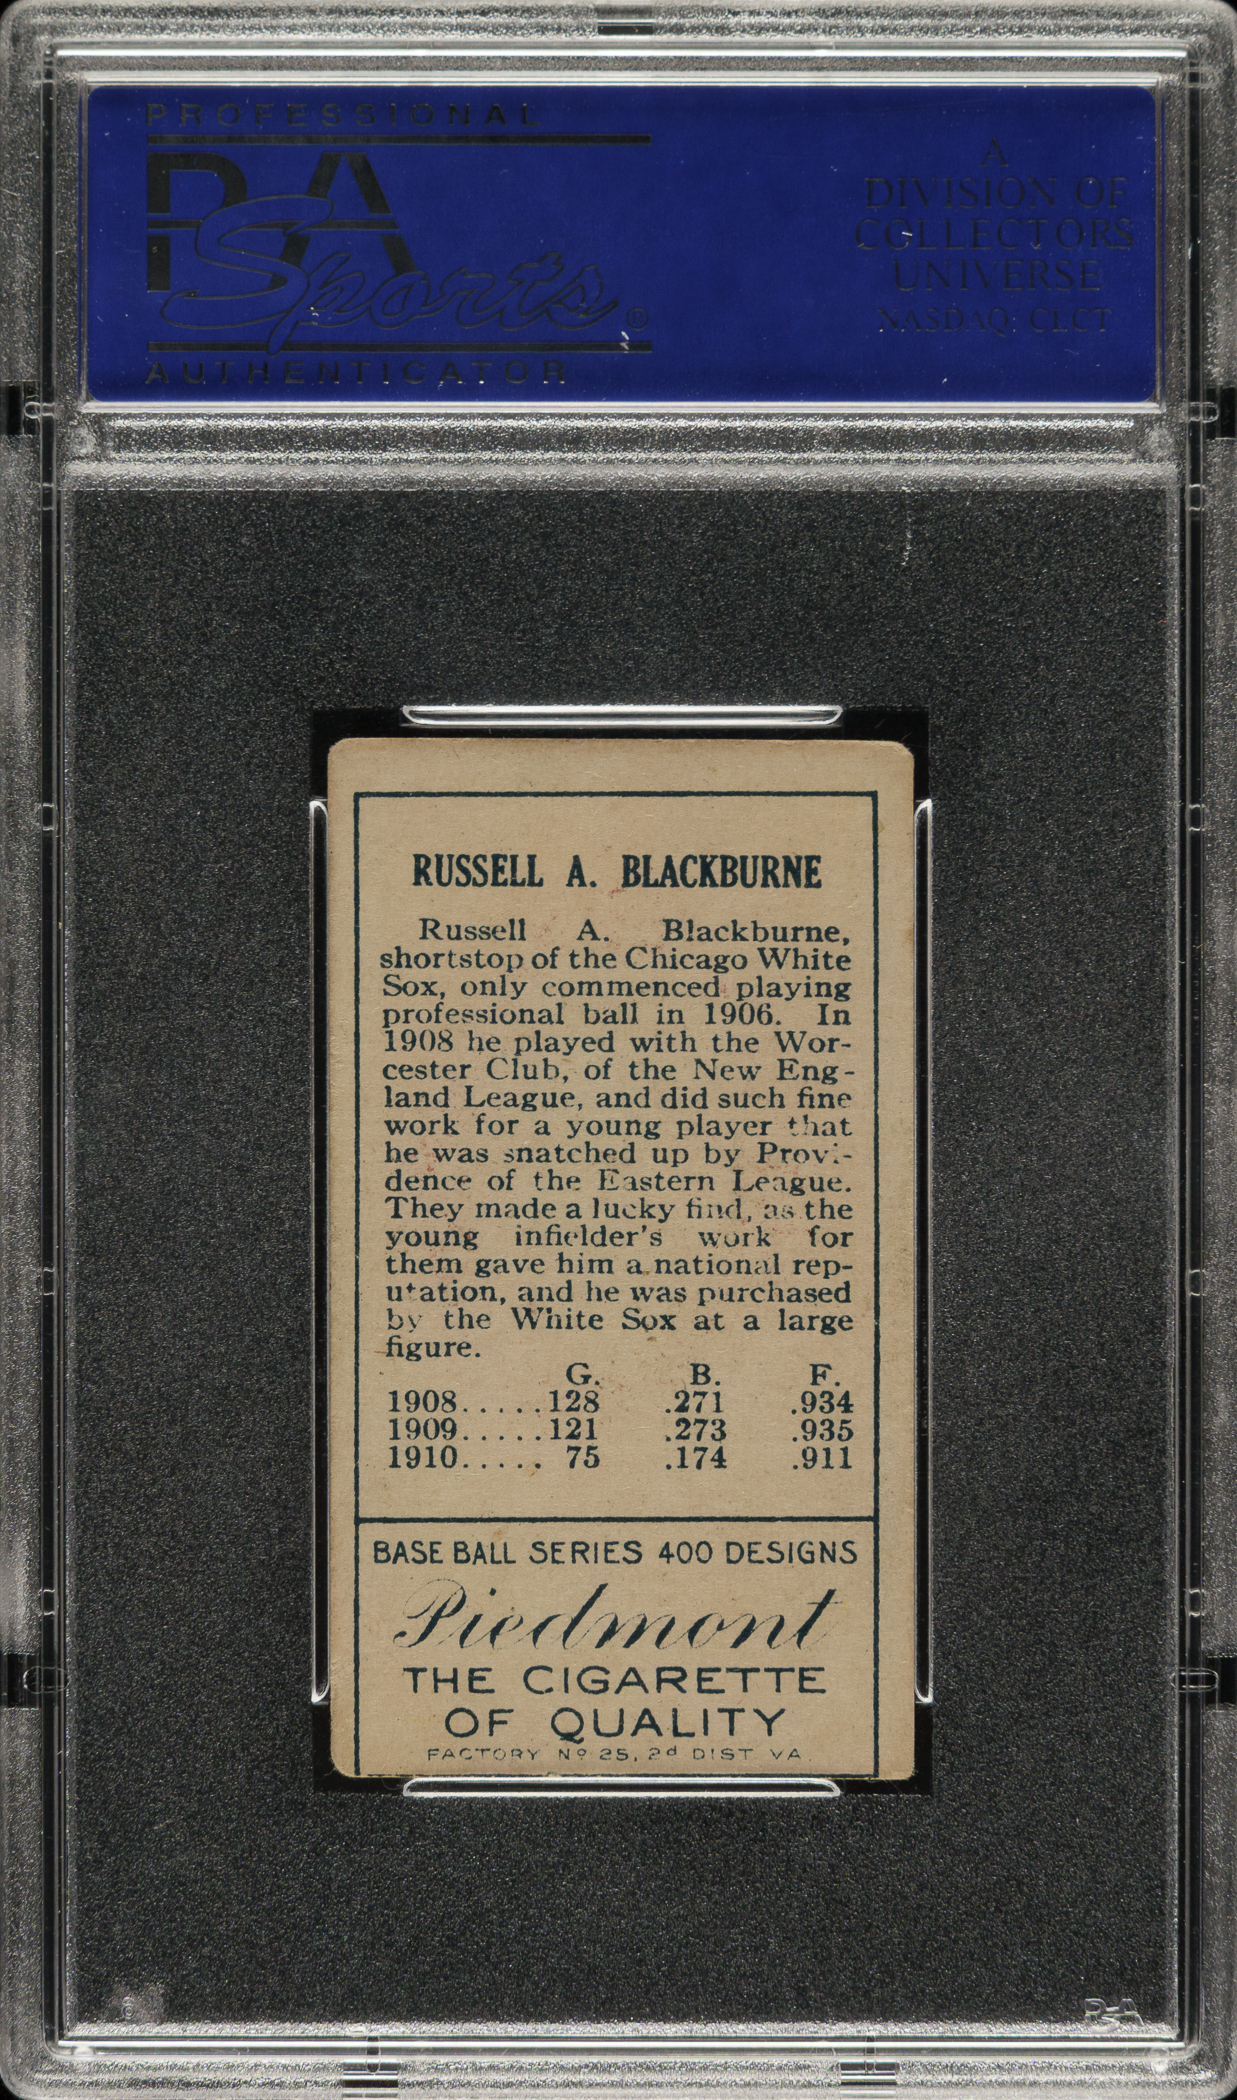 PROFESSIONAL
PSA
Sports®
AUTHENTICATOR
A
DIVISION OF
COLLECTORS
UNIVERSE
NASDAQ: CLCT
RUSSELL A. BLACKBURNE
Russell A. Blackburne,
shortstop of the Chicago White
Sox, only commenced playing
professional ball in 1906. In
1908 he played with the Wor-
cester Club, of the New Eng-
land League, and did such fine
work for a young player that
he was snatched up by Provi-
dence of the Eastern League.
They made a lucky find, as the
young infielder's work for
them gave him a national rep-
utation, and he was purchased
by the White Sox at a large
figure.
G. B. F.
1908.....128 .271 .934
1909.....121 .273 .935
1910..... 75 .174 .911
BASE BALL SERIES 400 DESIGNS
Piedmont
THE CIGARETTE
OF QUALITY
FACTORY No 25, 2d DIST. VA.
PSA